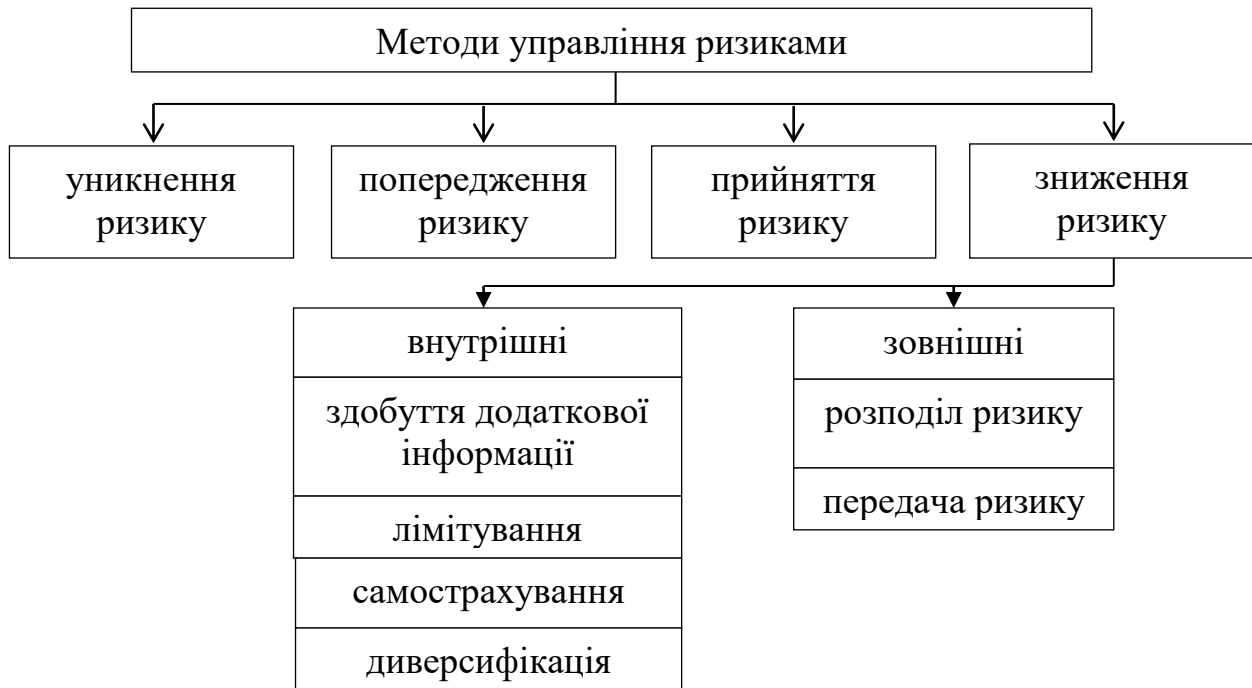 Методи управління ризиками
уникнення
ризику
попередження
ризику
прийняття
ризику
зниження
ризику
внутрішні
здобуття додаткової
інформації
лімітування
самострахування
диверсифікація
зовнішні
розподіл ризику
передача ризику